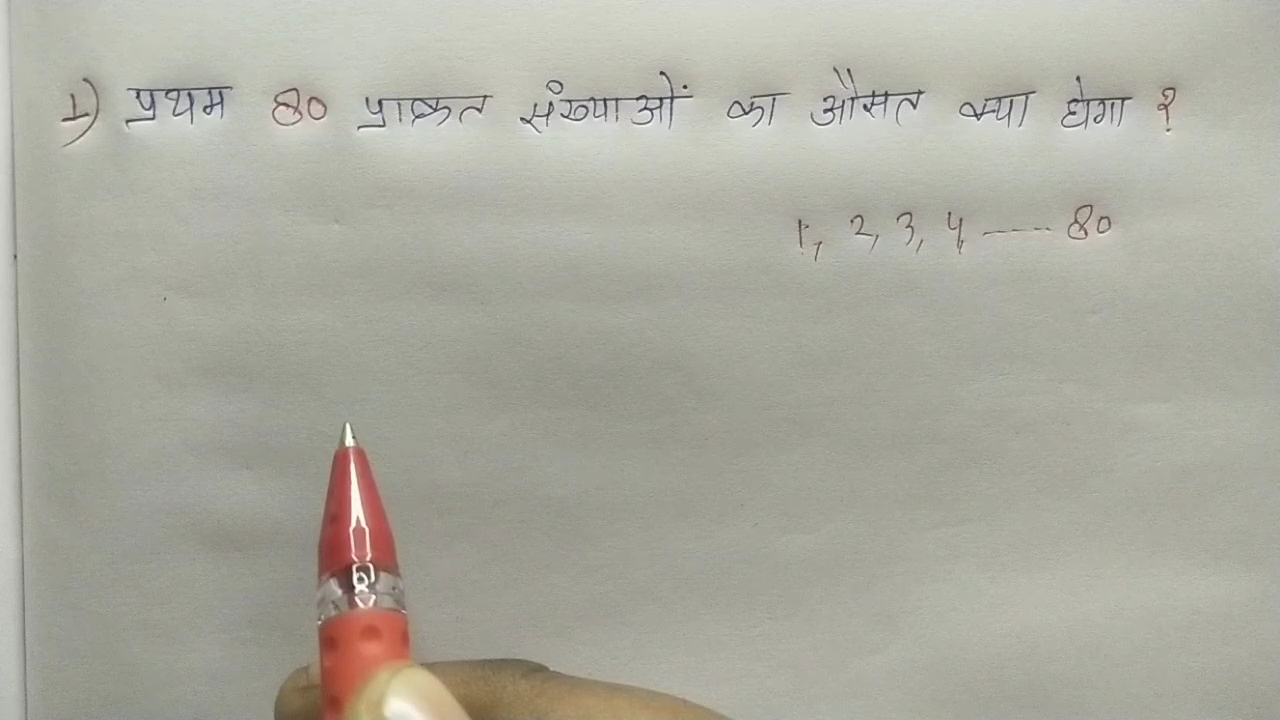 1) प्रथम 80 प्राकृत संख्याओं का औसत क्या होगा ?
1, 2, 3, 4, ----- 80